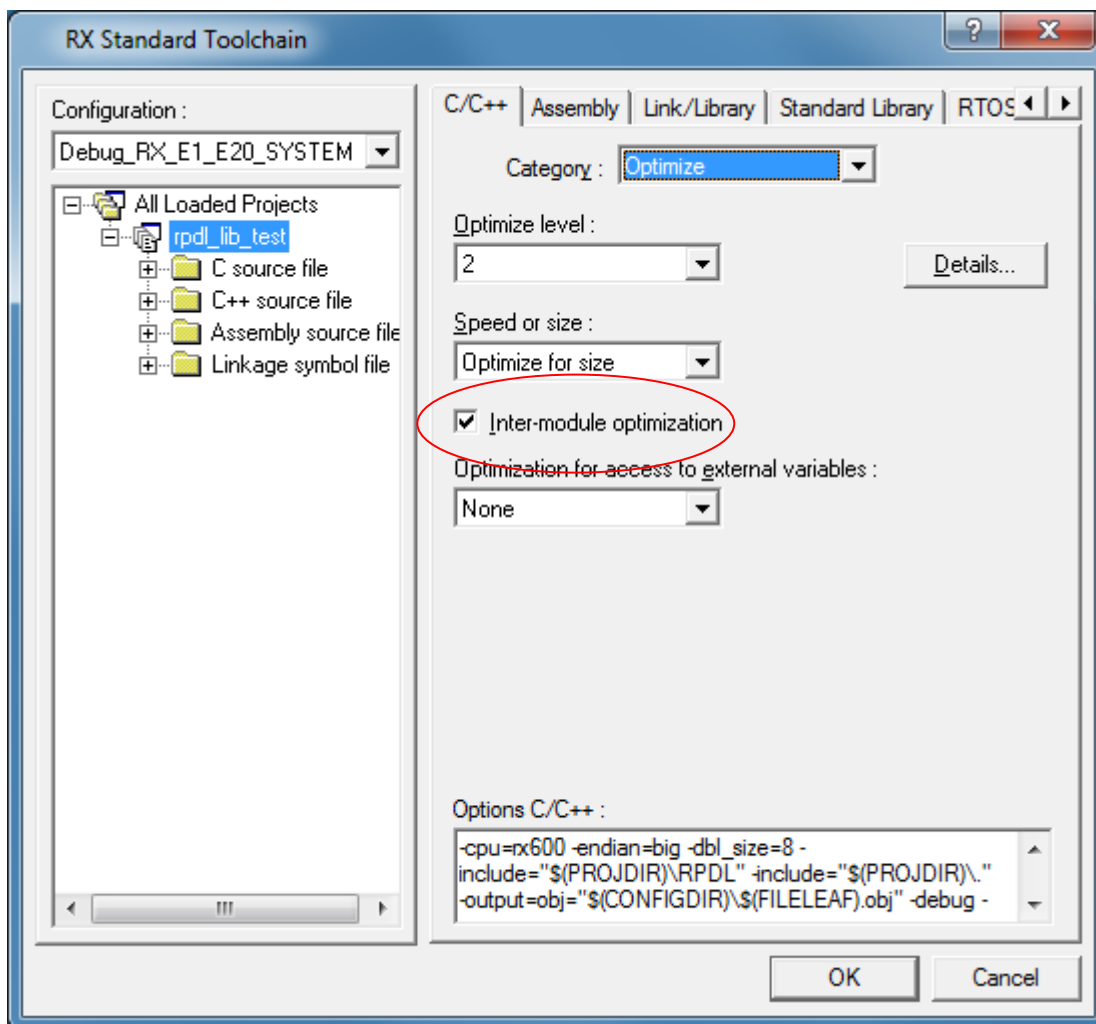 RX Standard Toolchain
?
x
Configuration :
Debug_RX_E1_E20_SYSTEM
All Loaded Projects
rpdl_lib_test
C source file
C++ source file
Assembly source file
Linkage symbol file
C/C++ Assembly Link/Library Standard Library RTOS
Category : Optimize
Optimize level :
2
Details...
Speed or size :
Optimize for size
Inter-module optimization
Optimization for access to external variables :
None
Options C/C++ :
-cpu=rx600 -endian=big -dbl_size=8 -
include="$(PROJDIR)\RPDL" -include="$(PROJDIR)\."
-output=obj="$(CONFIGDIR)\$(FILELEAF).obj" -debug -
OK Cancel